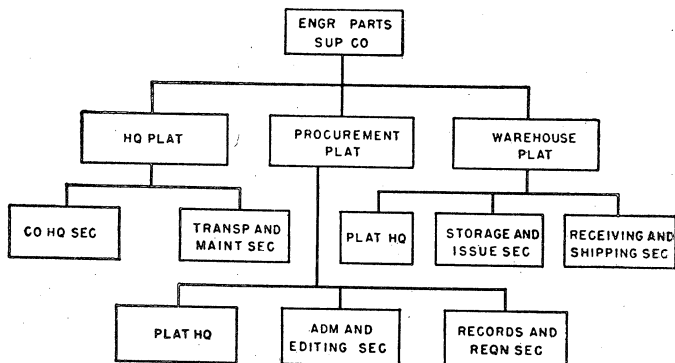 ENGR PARTS
SUP CO
HQ PLAT
PROCUREMENT
PLAT
WAREHOUSE
PLAT
CO HQ SEC
TRANSP AND
MAINT SEC
PLAT HQ
STORAGE AND
ISSUE SEC
RECEIVING AND
SHIPPING SEC
PLAT HQ
ADM AND
EDITING SEC
RECORDS AND
REQN SEC